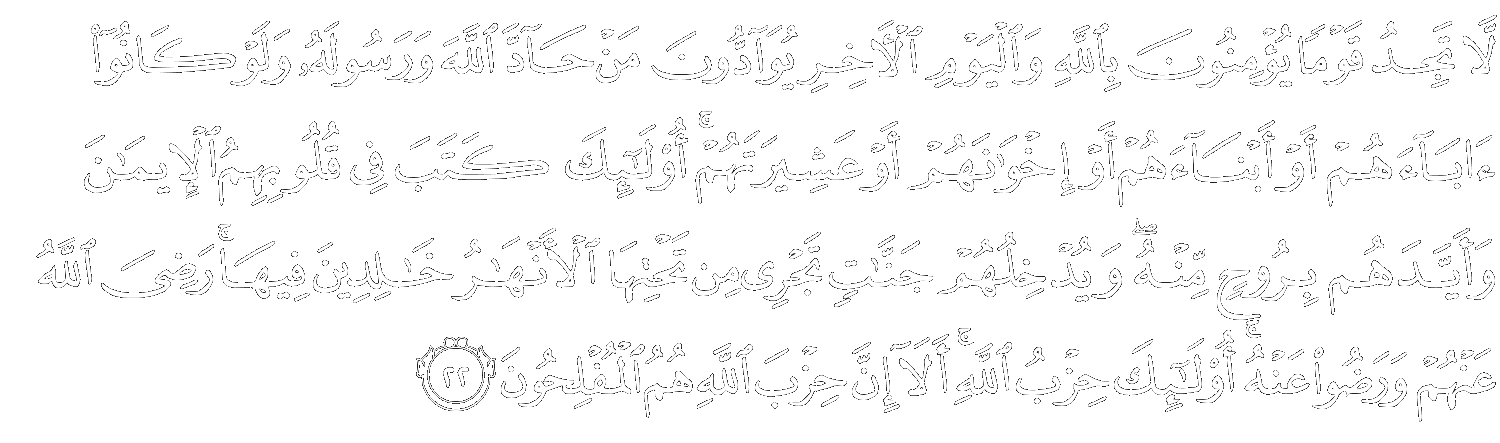 لَّا تَجِدُ قَوْمًا يُؤْمِنُونَ بِٱللَّهِ وَٱلْيَوْمِ ٱلْأَخِرِ يُوَآدُّونَ مَنْ حَآدَّ ٱللَّهَ وَرَسُولَهُۥ وَلَوْ كَانُوٓا۟
ءَابَآءَهُمْ أَوْ أَبْنَآءَهُمْ أَوْ إِخْوَٰنَهُمْ أَوْ عَشِيرَتَهُمْ ۚ أُو۟لَٰٓئِكَ كَتَبَ فِى قُلُوبِهِمُ ٱلْإِيمَٰنَ
وَأَيَّدَهُم بِرُوحٍ مِّنْهُ ۖ وَيُدْخِلُهُمْ جَنَّٰتٍ تَجْرِى مِن تَحْتِهَا ٱلْأَنْهَٰرُ خَٰلِدِينَ فِيهَا ۚ رَضِىَ ٱللَّهُ
عَنْهُمْ وَرَضُوا۟ عَنْهُ ۚ أُو۟لَٰٓئِكَ حِزْبُ ٱللَّهِ ۚ أَلَآ إِنَّ حِزْبَ ٱللَّهِ هُمُ ٱلْمُفْلِحُونَ ٢٢